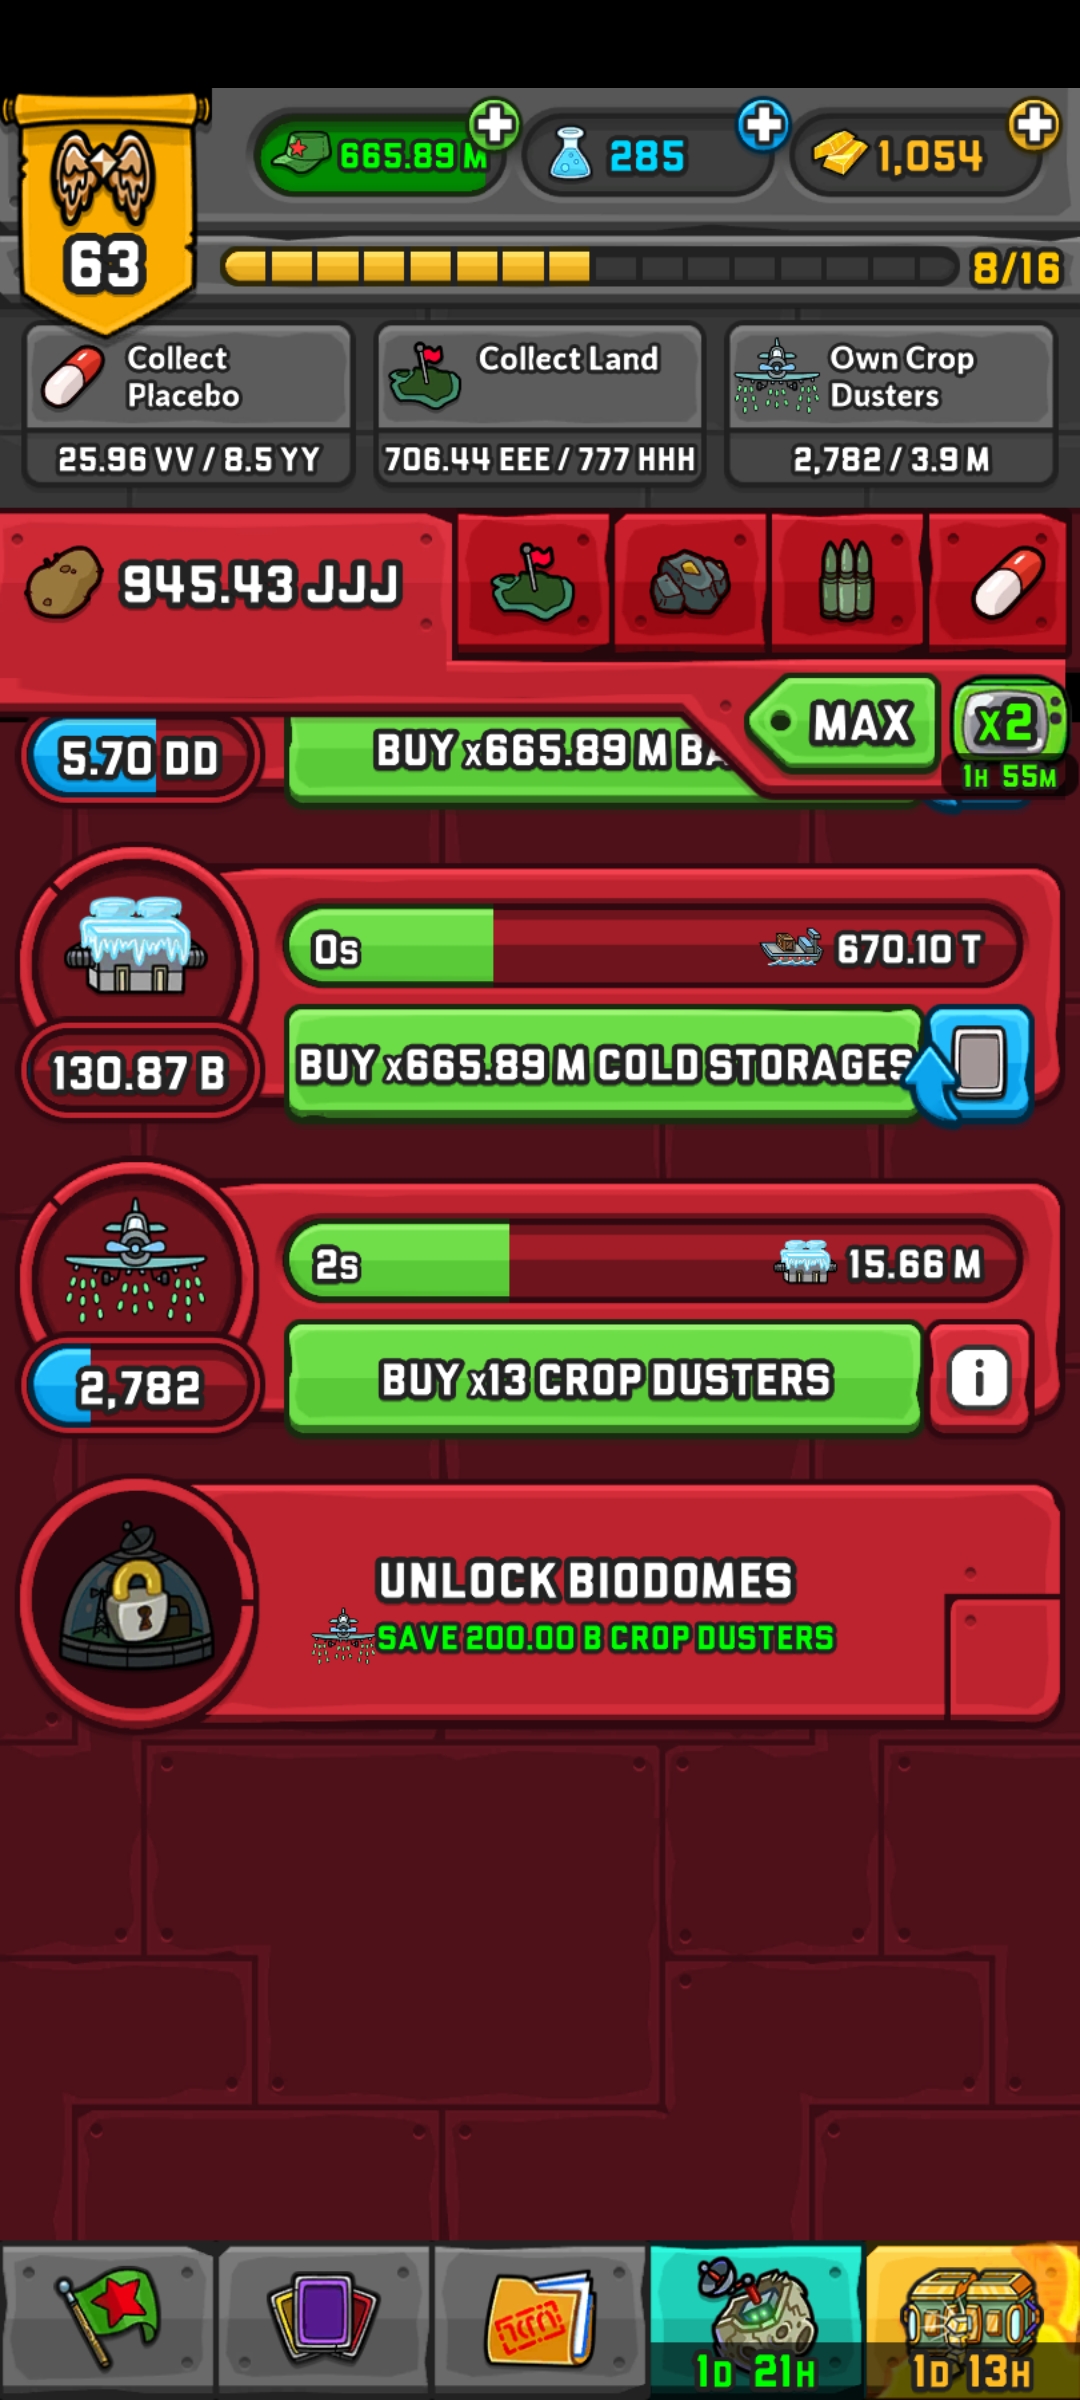 665.89 M
285
1,054
63
8/16
Collect
Placebo
25.96 VV / 8.5 YY
Collect Land
706.44 EEE / 777 HHH
Own Crop
Dusters
2,782 / 3.9 M
945.43 JJJ
MAX
x2
1H 55M
5.70 DD
BUY x665.89 M BA
0s
670.10 T
130.87 B
BUY x665.89 M COLD STORAGES
2s
15.66 M
2,782
BUY x13 CROP DUSTERS
i
UNLOCK BIODOMES
SAVE 200.00 B CROP DUSTERS
1D 21H
1D 13H